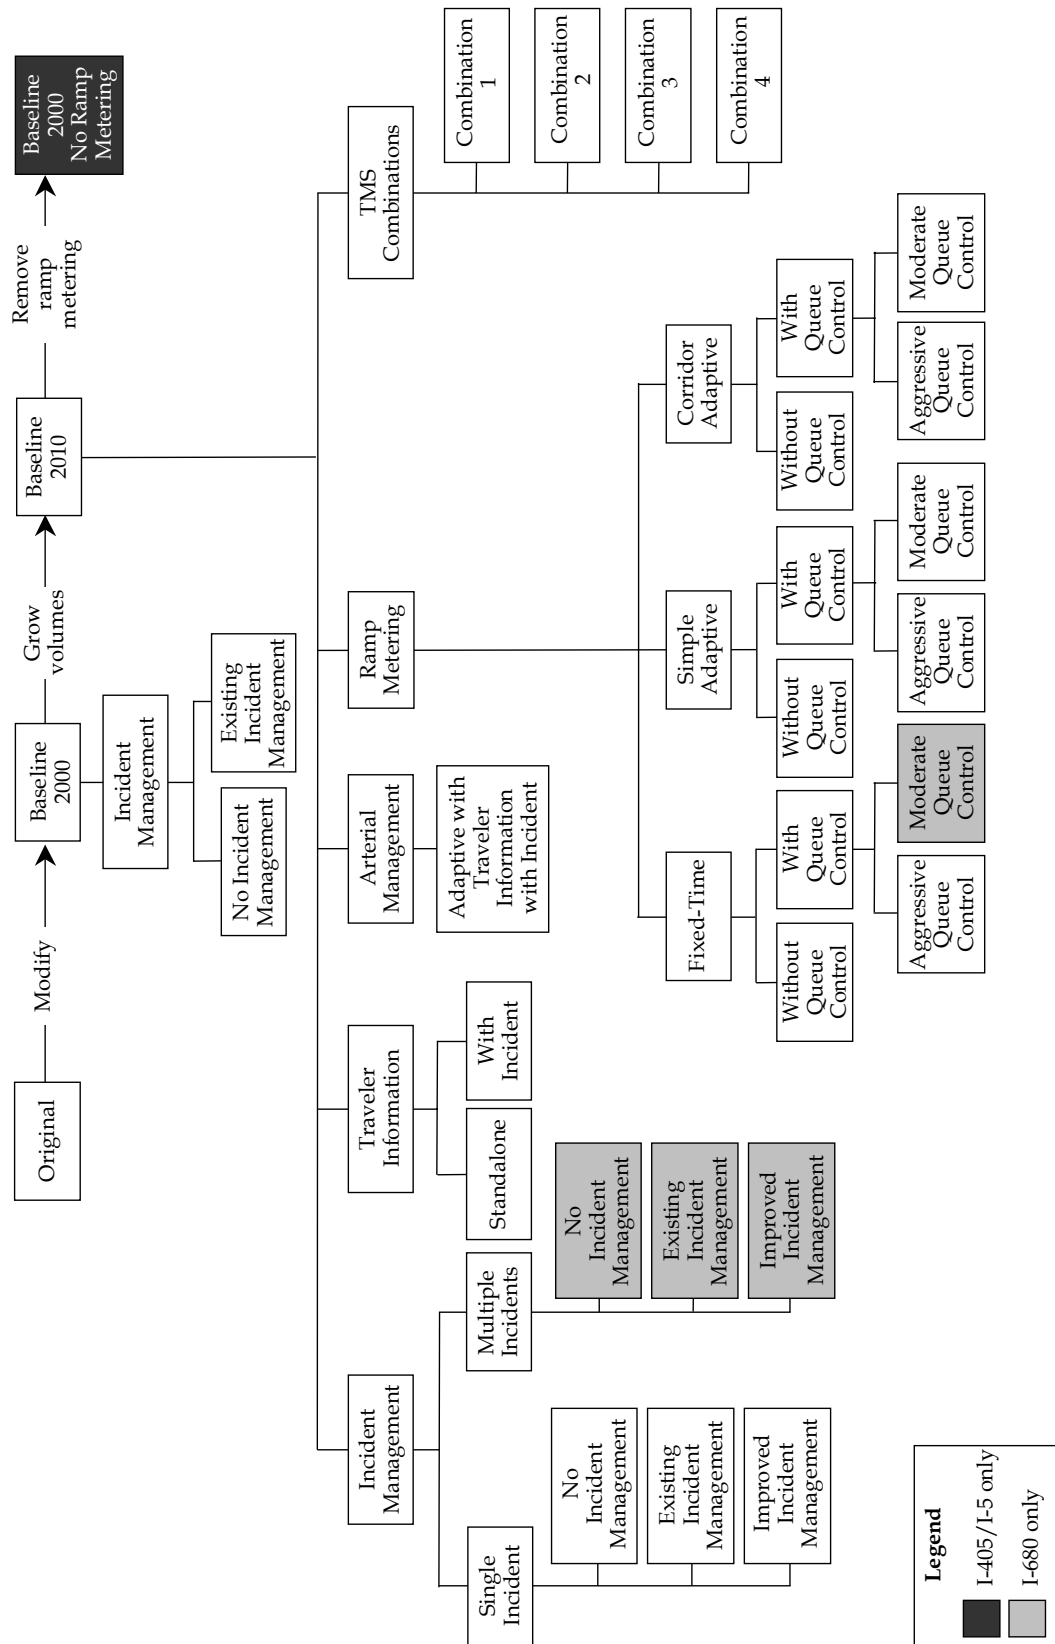 Original
Modify
Baseline
2000
Grow
volumes
Baseline
2010
Remove
ramp
metering
Baseline
2000
No Ramp
Metering
Incident
Management
No Incident
Management
Existing
Incident
Management
Incident
Management
Traveler
Information
Arterial
Management
Ramp
Metering
TMS
Combinations
Single
Incident
Multiple
Incidents
Standalone
With
Incident
Adaptive with
Traveler
Information
with Incident
Combination
1
Combination
2
Combination
3
Combination
4
No
Incident
Management
Existing
Incident
Management
Improved
Incident
Management
No
Incident
Management
Existing
Incident
Management
Improved
Incident
Management
Fixed-Time
Simple
Adaptive
Corridor
Adaptive
Without
Queue
Control
With
Queue
Control
Without
Queue
Control
With
Queue
Control
Without
Queue
Control
With
Queue
Control
Aggressive
Queue
Control
Moderate
Queue
Control
Aggressive
Queue
Control
Moderate
Queue
Control
Aggressive
Queue
Control
Moderate
Queue
Control
Legend
I-405/I-5 only
I-680 only